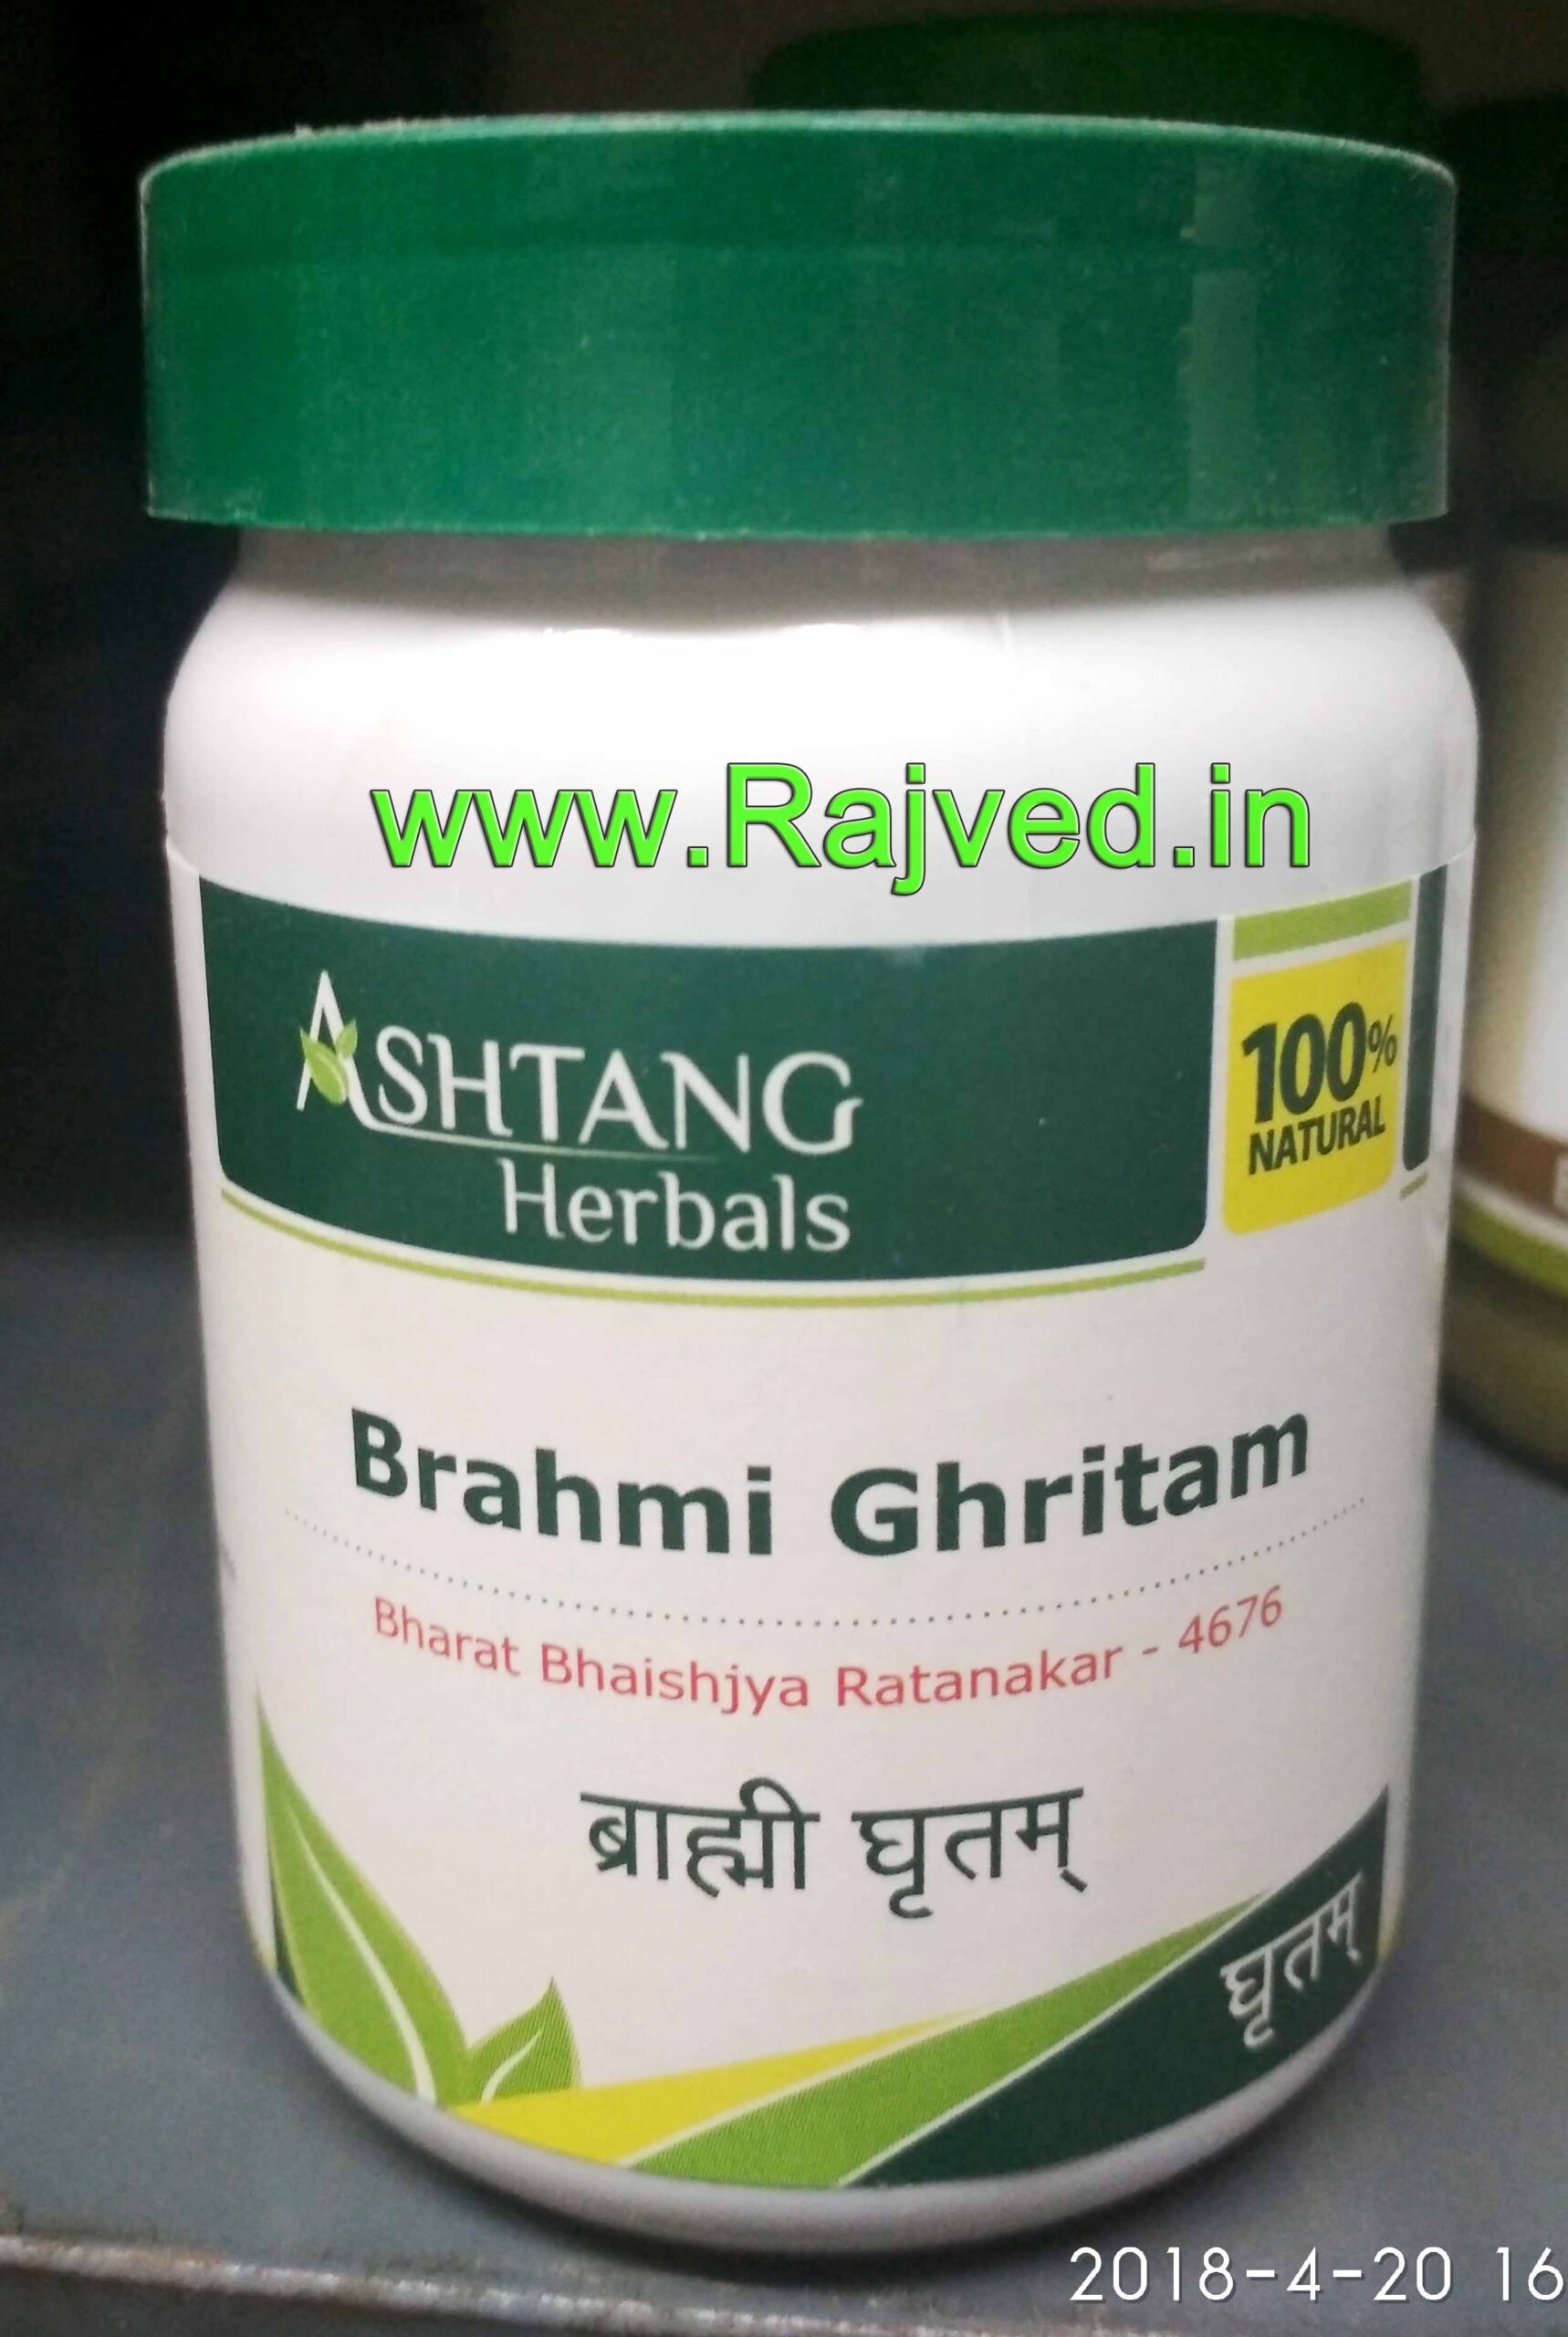 www.Rajved.in
ASHTANG
Herbals
100%
NATURAL
Brahmi Ghritam
Bharat Bhaishjya Ratanakar - 4676
ब्राह्मी घृतम्
घृतम्
2018-4-20 16